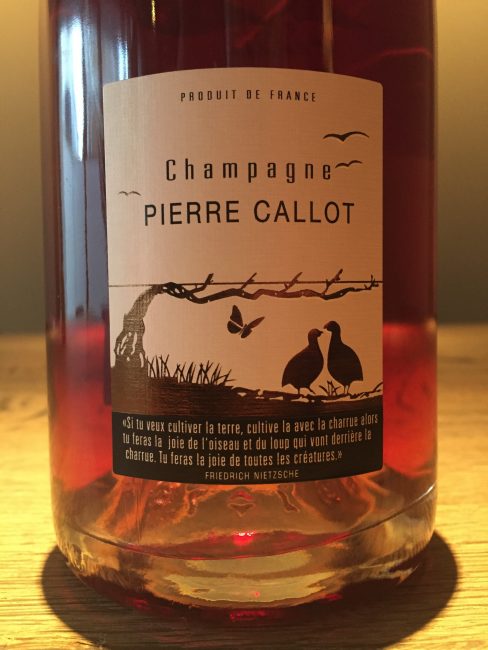 PRODUIT DE FRANCE
Champagne
PIERRE CALLOT
«Si tu veux cultiver la terre, cultive la avec la charrue alors
tu feras la joie de l'oiseau et du loup qui vont derrière la
charrue. Tu feras la joie de toutes les créatures.»
FRIEDRICH NIETZSCHE